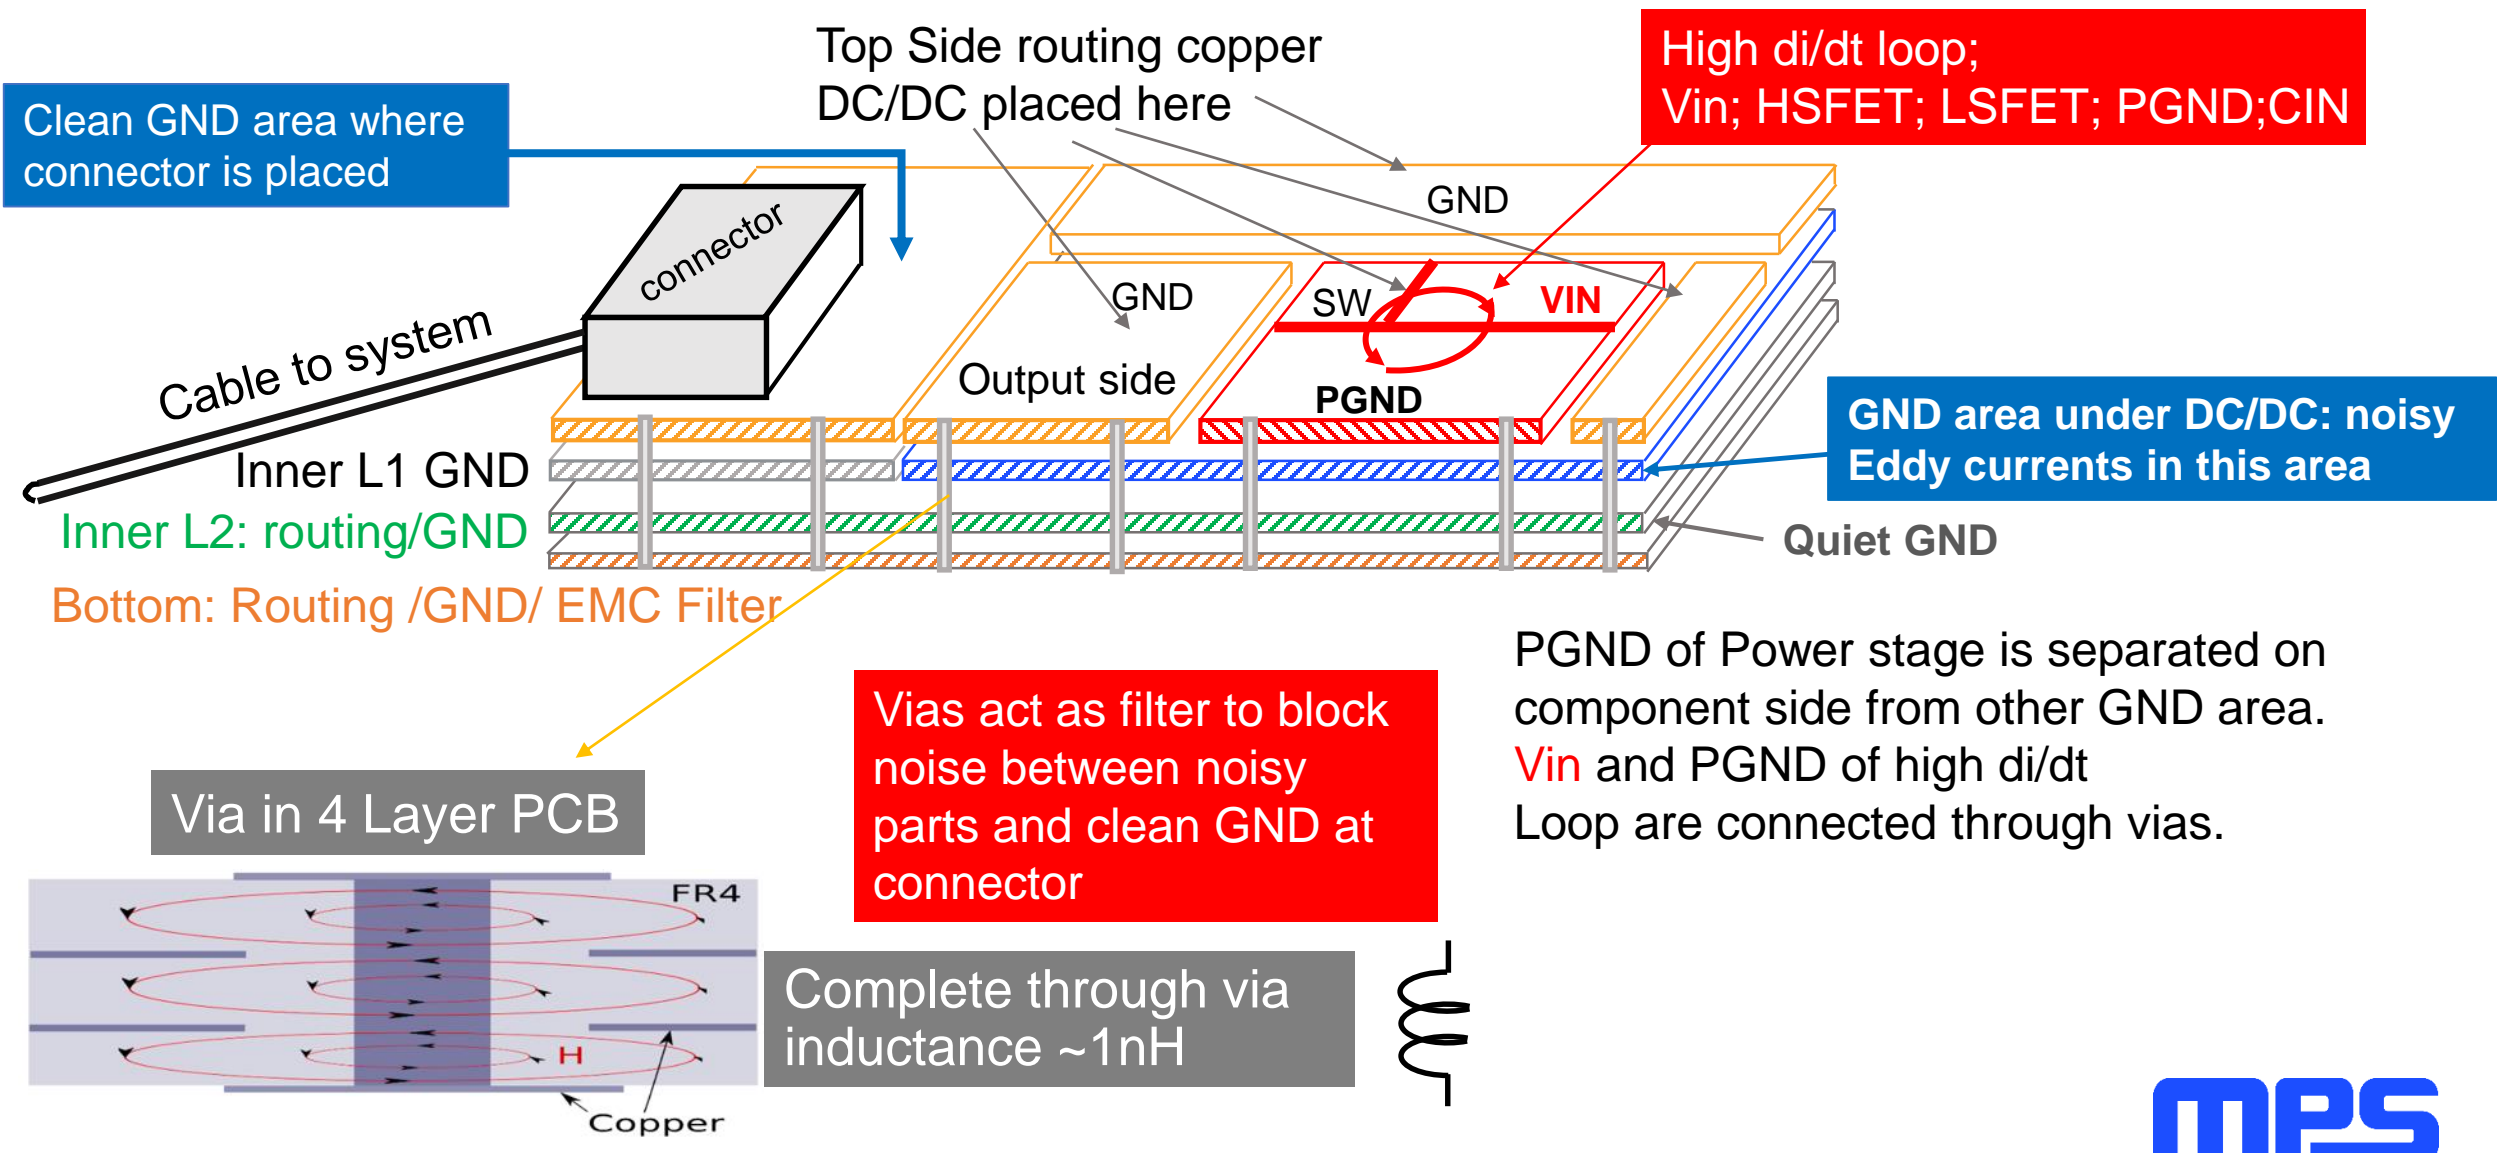 Top Side routing copper
DC/DC placed here
High di/dt loop;
Vin; HSFET; LSFET; PGND;CIN
Clean GND area where
connector is placed
connector
GND
GND
SW
VIN
Cable to system
Output side
PGND
GND area under DC/DC: noisy
Eddy currents in this area
Inner L1 GND
Inner L2: routing/GND
Quiet GND
Bottom: Routing /GND/ EMC Filter
PGND of Power stage is separated on
component side from other GND area.
Vin and PGND of high di/dt
Loop are connected through vias.
Vias act as filter to block
noise between noisy
parts and clean GND at
connector
Via in 4 Layer PCB
FR4
H
Copper
Complete through via
inductance ~1nH
mPS